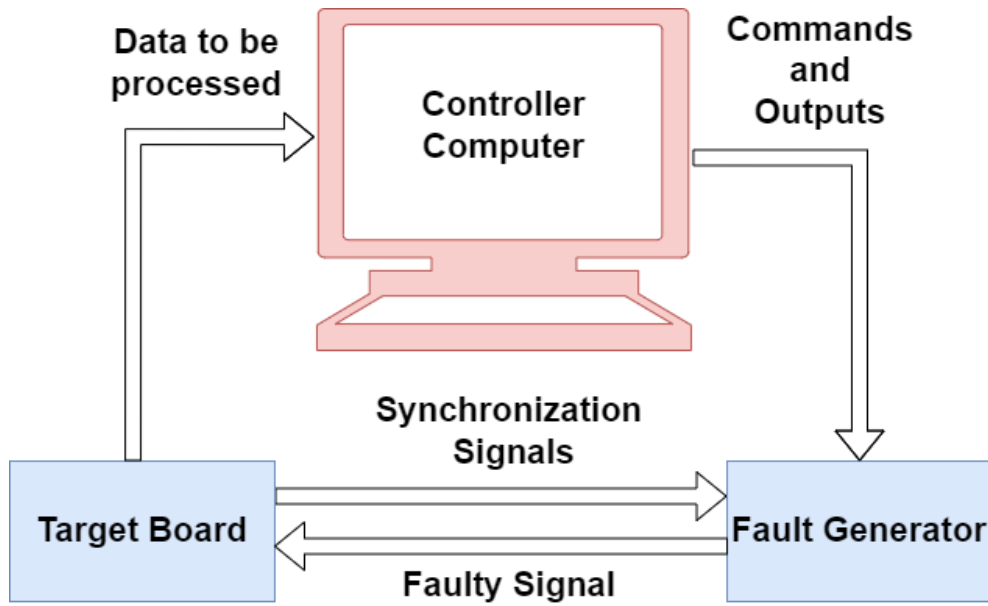 Data to be
processed
Controller
Computer
Commands
and
Outputs
Synchronization
Signals
Target Board
Fault Generator
Faulty Signal